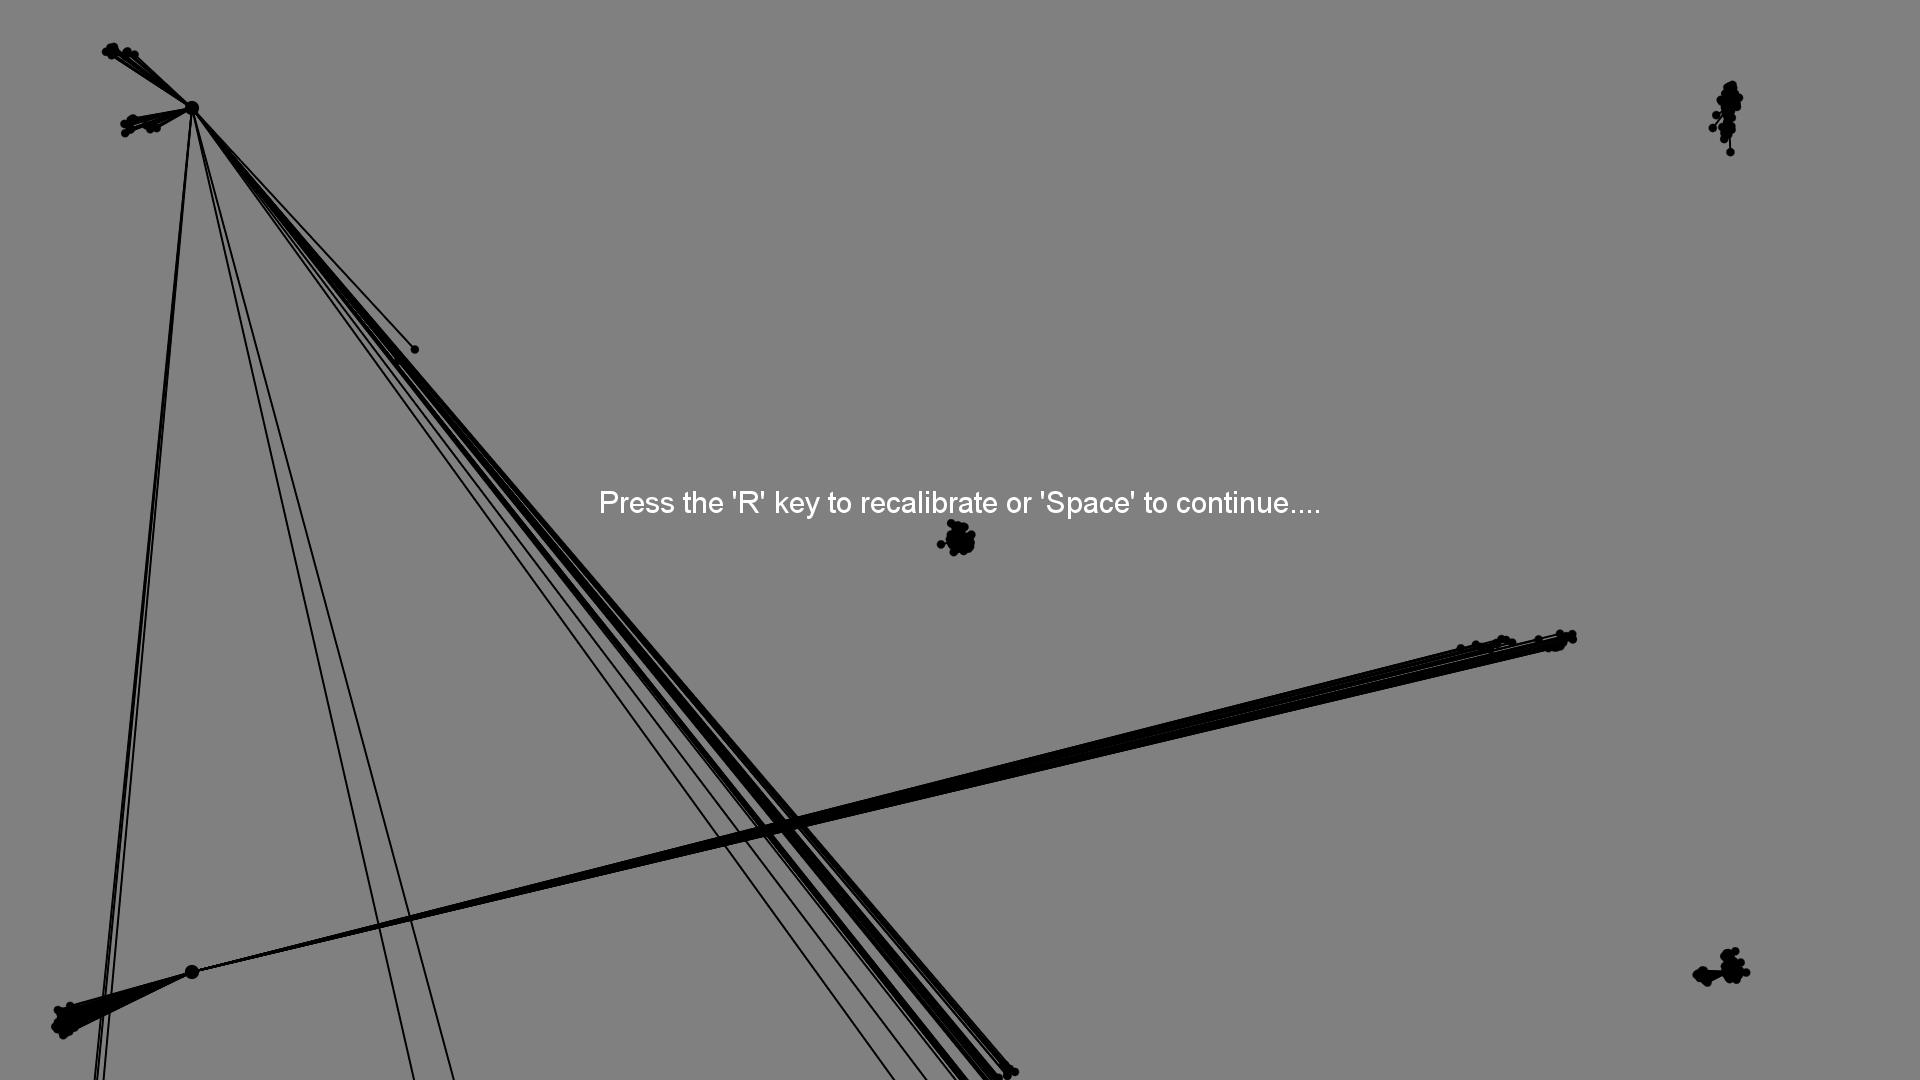 Press the 'R' key to recalibrate or 'Space' to continue....